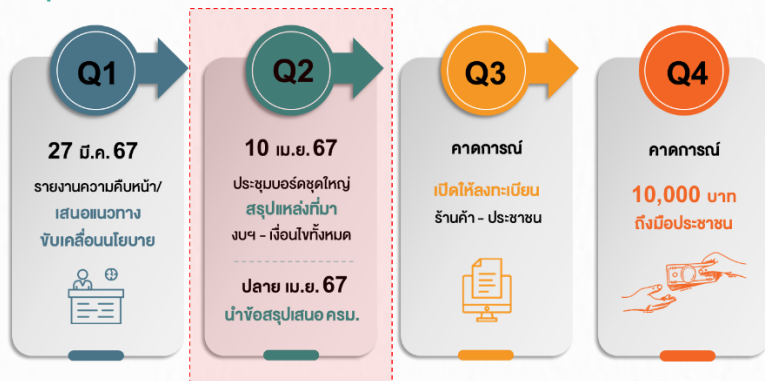 Q1
27 มี.ค. 67
รายงานความคืบหน้า/
เสนอแนวทาง
ขับเคลื่อนนโยบาย
Q2
10 เม.ย. 67
ประชุมบอร์ดชุดใหญ่
สรุปแหล่งที่มา
งบฯ - เงื่อนไขทั้งหมด
ปลาย เม.ย. 67
นำข้อสรุปเสนอ ครม.
Q3
คาดการณ์
เปิดให้ลงทะเบียน
ร้านค้า - ประชาชน
Q4
คาดการณ์
10,000 บาท
ถึงมือประชาชน